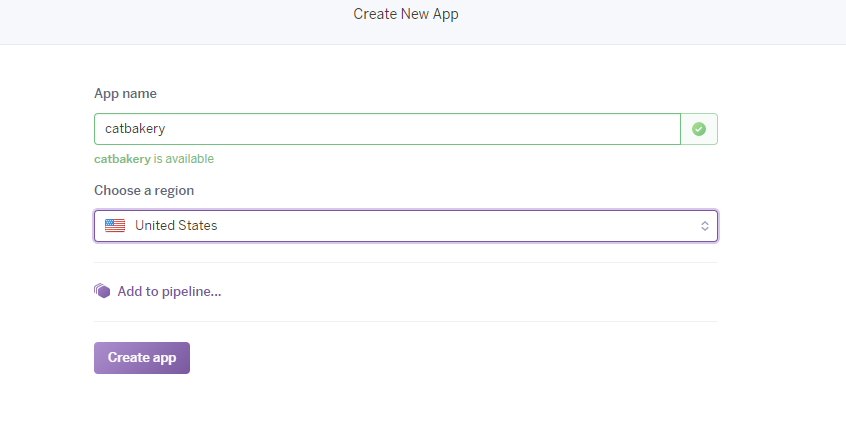 Create New App
App name
catbakery
catbakery is available
Choose a region
United States
Add to pipeline...
Create app